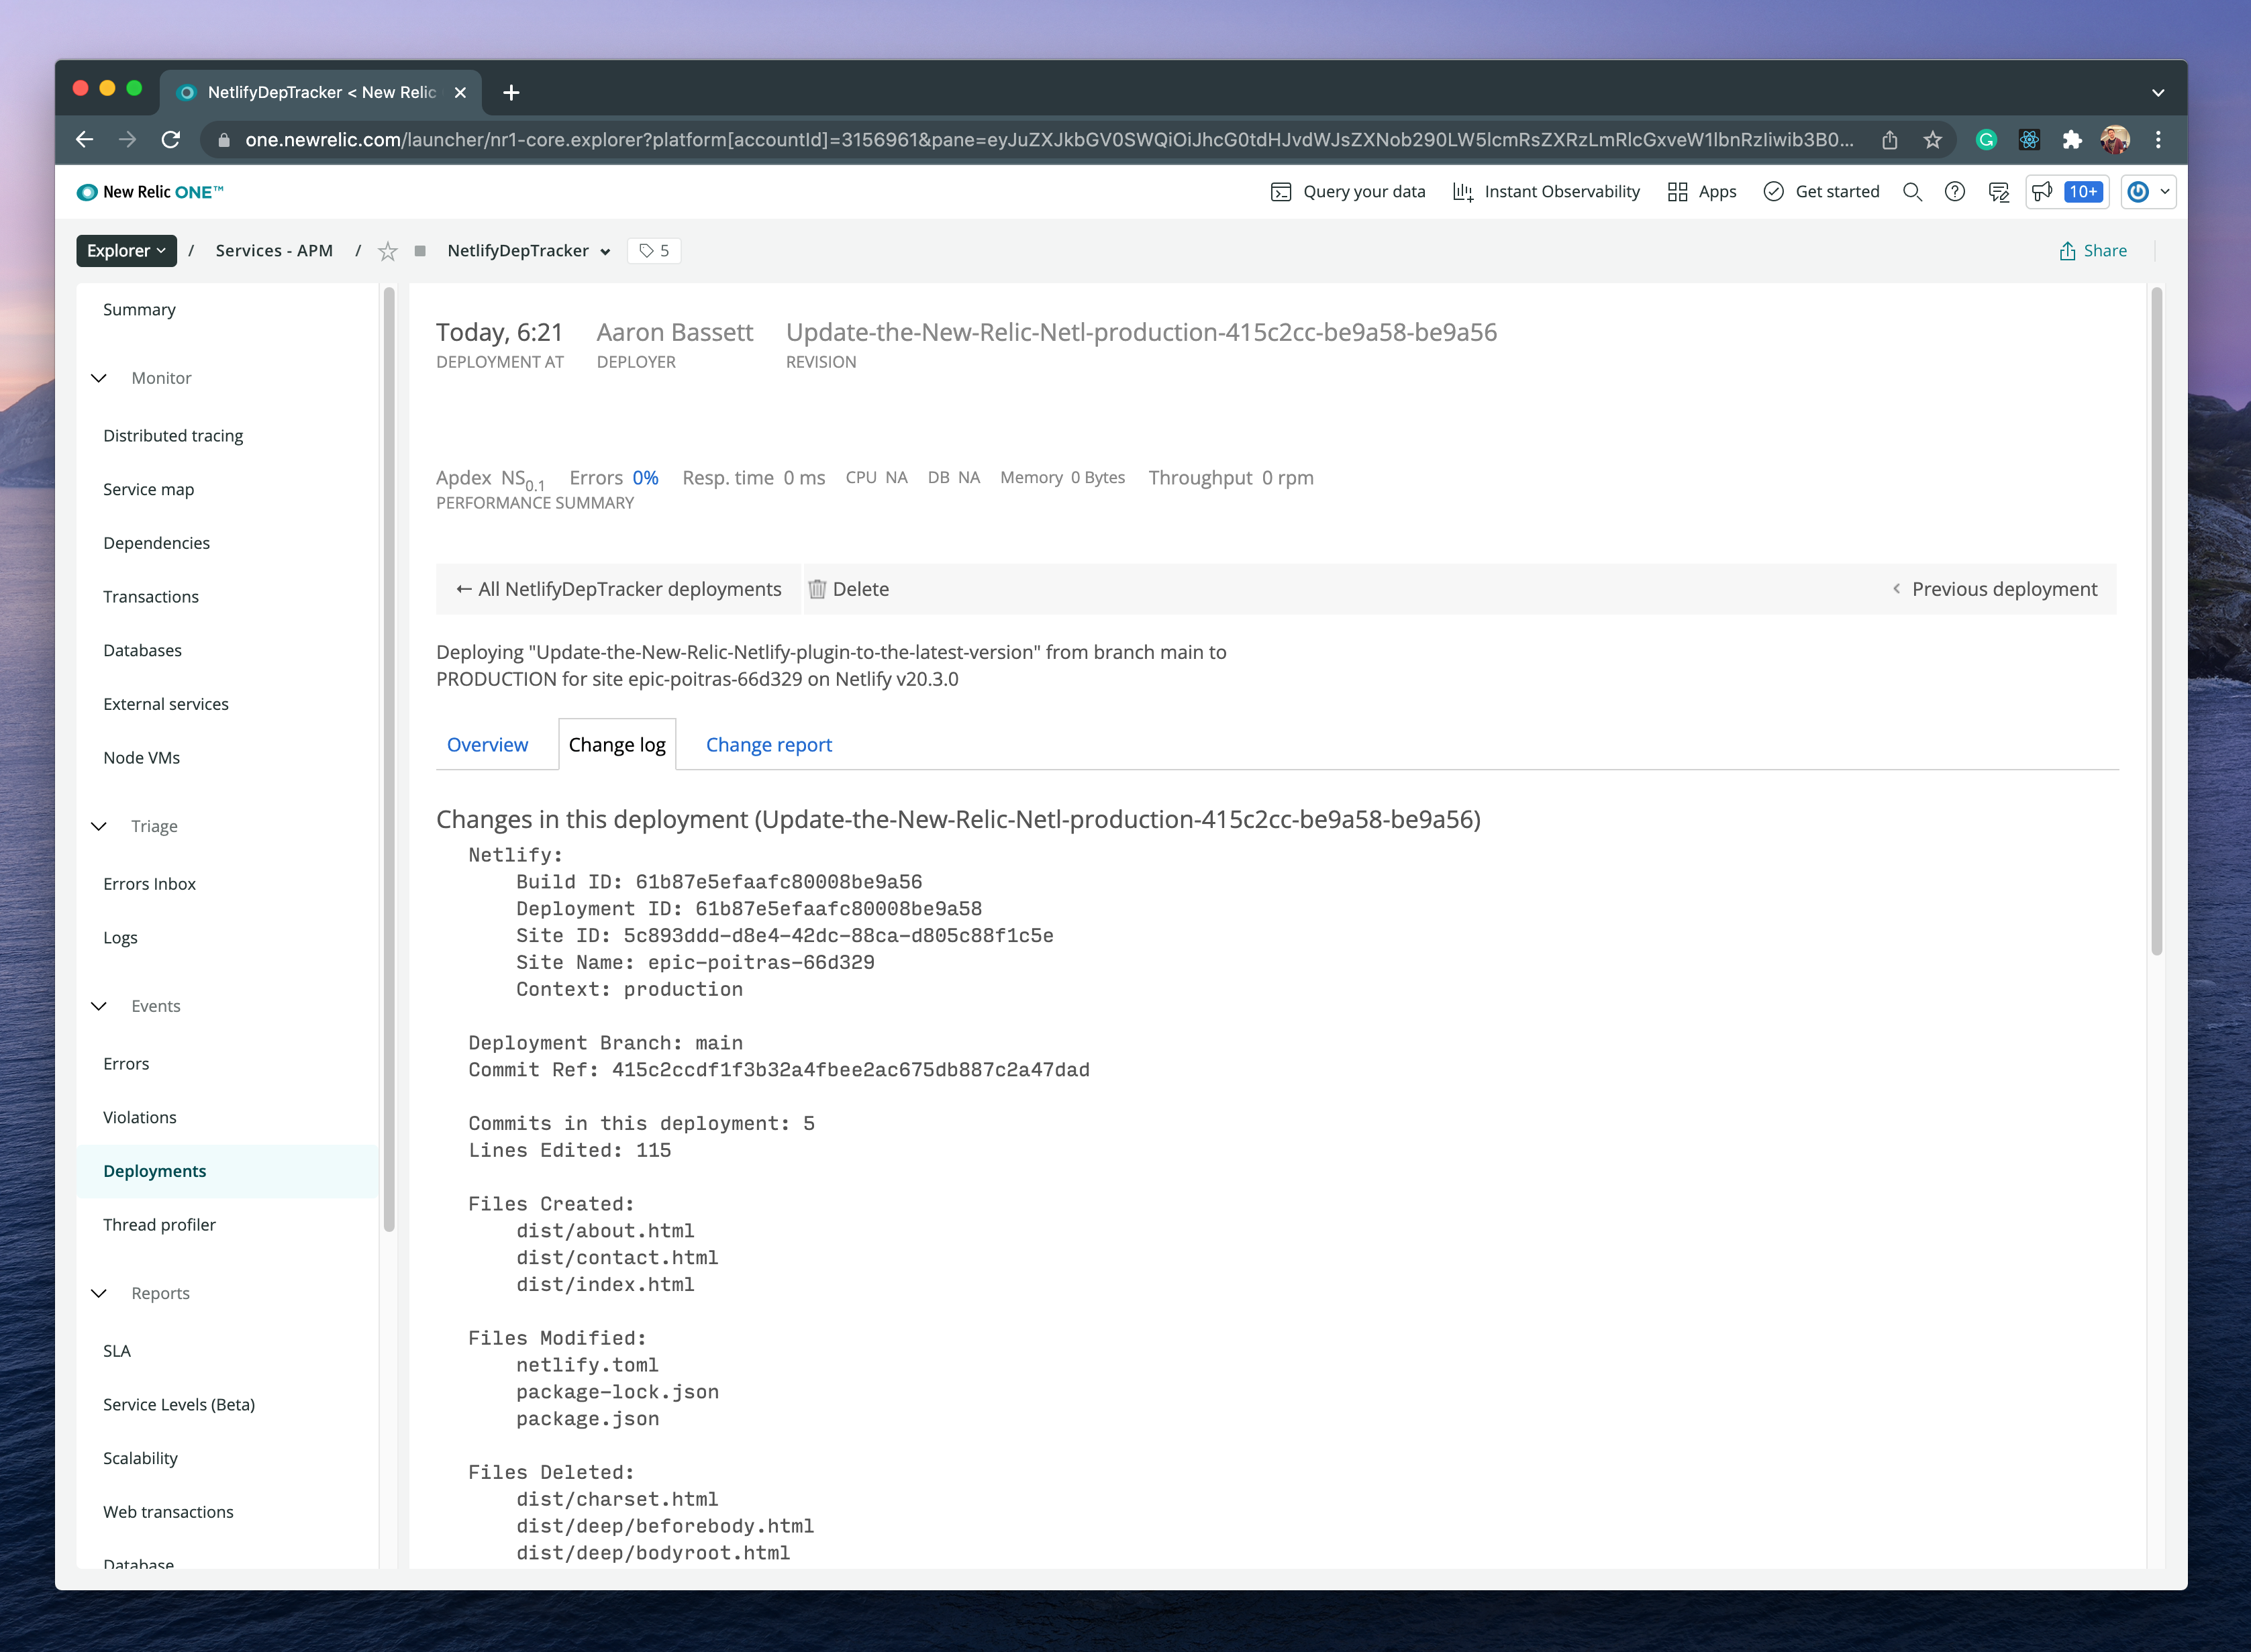 NetlifyDepTracker < New Relic
one.newrelic.com/launcher/nr1-core.explorer?platform[accountId]=3156961&pane=eyJuZXJkbGV0SWQiOiJhcG0tdHJvdWJsZXNob290LW5lcmRsZXRzLmRlcGxveW1lbnRzIiwib3B0...
New Relic ONE™
Query your data
Instant Observability
Apps
Get started
10+
Explorer / Services - APM / NetlifyDepTracker 5
Share
Summary
Monitor
Distributed tracing
Service map
Dependencies
Transactions
Databases
External services
Node VMs
Triage
Errors Inbox
Logs
Events
Errors
Violations
Deployments
Thread profiler
Reports
SLA
Service Levels (Beta)
Scalability
Web transactions
Database
Today, 6:21 Aaron Bassett Update-the-New-Relic-Netl-production-415c2cc-be9a58-be9a56
DEPLOYMENT AT DEPLOYER REVISION
Apdex NS0.1 Errors 0% Resp. time 0 ms CPU NA DB NA Memory 0 Bytes Throughput 0 rpm
PERFORMANCE SUMMARY
← All NetlifyDepTracker deployments Delete ‹ Previous deployment
Deploying "Update-the-New-Relic-Netlify-plugin-to-the-latest-version" from branch main to
PRODUCTION for site epic-poitras-66d329 on Netlify v20.3.0
Overview Change log Change report
Changes in this deployment (Update-the-New-Relic-Netl-production-415c2cc-be9a58-be9a56)
Netlify:
Build ID: 61b87e5efaafc80008be9a56
Deployment ID: 61b87e5efaafc80008be9a58
Site ID: 5c893ddd-d8e4-42dc-88ca-d805c88f1c5e
Site Name: epic-poitras-66d329
Context: production
Deployment Branch: main
Commit Ref: 415c2ccdf1f3b32a4fbee2ac675db887c2a47dad
Commits in this deployment: 5
Lines Edited: 115
Files Created:
dist/about.html
dist/contact.html
dist/index.html
Files Modified:
netlify.toml
package-lock.json
package.json
Files Deleted:
dist/charset.html
dist/deep/beforebody.html
dist/deep/bodyroot.html